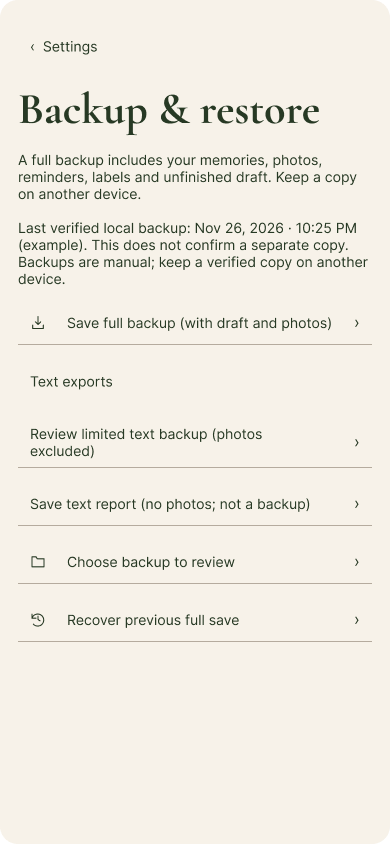 ‹ Settings
Backup & restore
A full backup includes your memories, photos,
reminders, labels and unfinished draft. Keep a copy
on another device.
Last verified local backup: Nov 26, 2026 · 10:25 PM
(example). This does not confirm a separate copy.
Backups are manual; keep a verified copy on another
device.
Save full backup (with draft and photos) ›
Text exports
Review limited text backup (photos
excluded) ›
Save text report (no photos; not a backup) ›
Choose backup to review ›
Recover previous full save ›